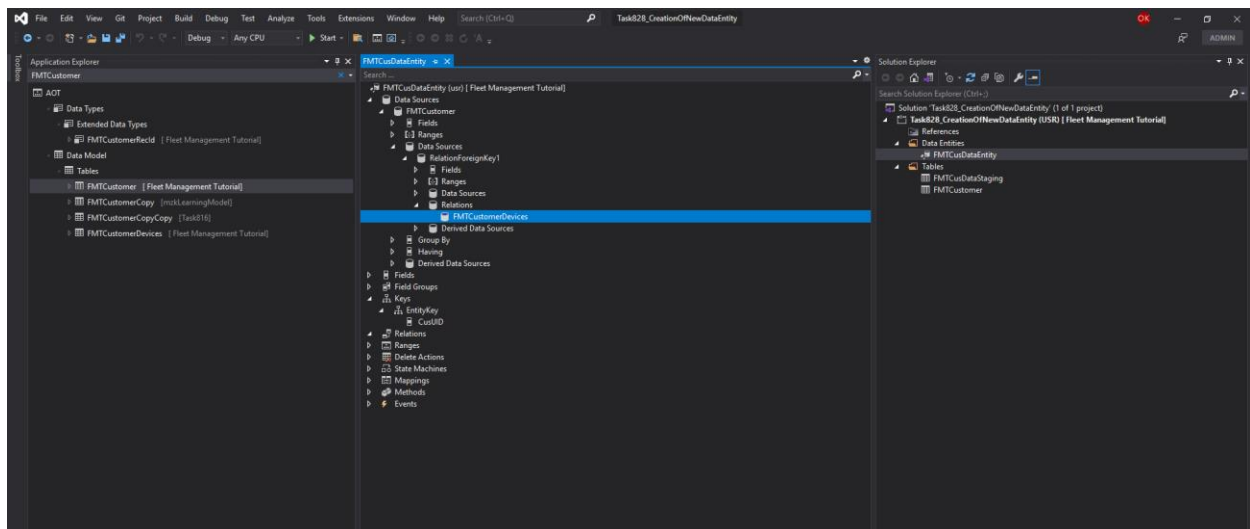 File Edit View Git Project Build Debug Test Analyze Tools Extensions Window Help Search (Ctrl+Q) Task828_CreationOfNewDataEntity OK
Debug Any CPU Start ADMIN
Toolbox
Application Explorer
FMTCustomer
AOT
Data Types
Extended Data Types
FMTCustomerRecId [ Fleet Management Tutorial]
Data Model
Tables
FMTCustomer [ Fleet Management Tutorial]
FMTCustomerCopy [mzkLearningModel]
FMTCustomerCopyCopy [Task816]
FMTCustomerDevices [ Fleet Management Tutorial]
FMTCusDataEntity
Search ...
FMTCusDataEntity (usr) [ Fleet Management Tutorial]
Data Sources
FMTCustomer
Fields
Ranges
Data Sources
RelationForeignKey1
Fields
Ranges
Data Sources
Relations
FMTCustomerDevices
Derived Data Sources
Group By
Having
Derived Data Sources
Fields
Field Groups
Keys
EntityKey
CusUID
Relations
Ranges
Delete Actions
State Machines
Mappings
Methods
Events
Solution Explorer
Search Solution Explorer (Ctrl+;)
Solution 'Task828_CreationOfNewDataEntity' (1 of 1 project)
Task828_CreationOfNewDataEntity (USR) [ Fleet Management Tutorial]
References
Data Entities
FMTCusDataEntity
Tables
FMTCusDataStaging
FMTCustomer